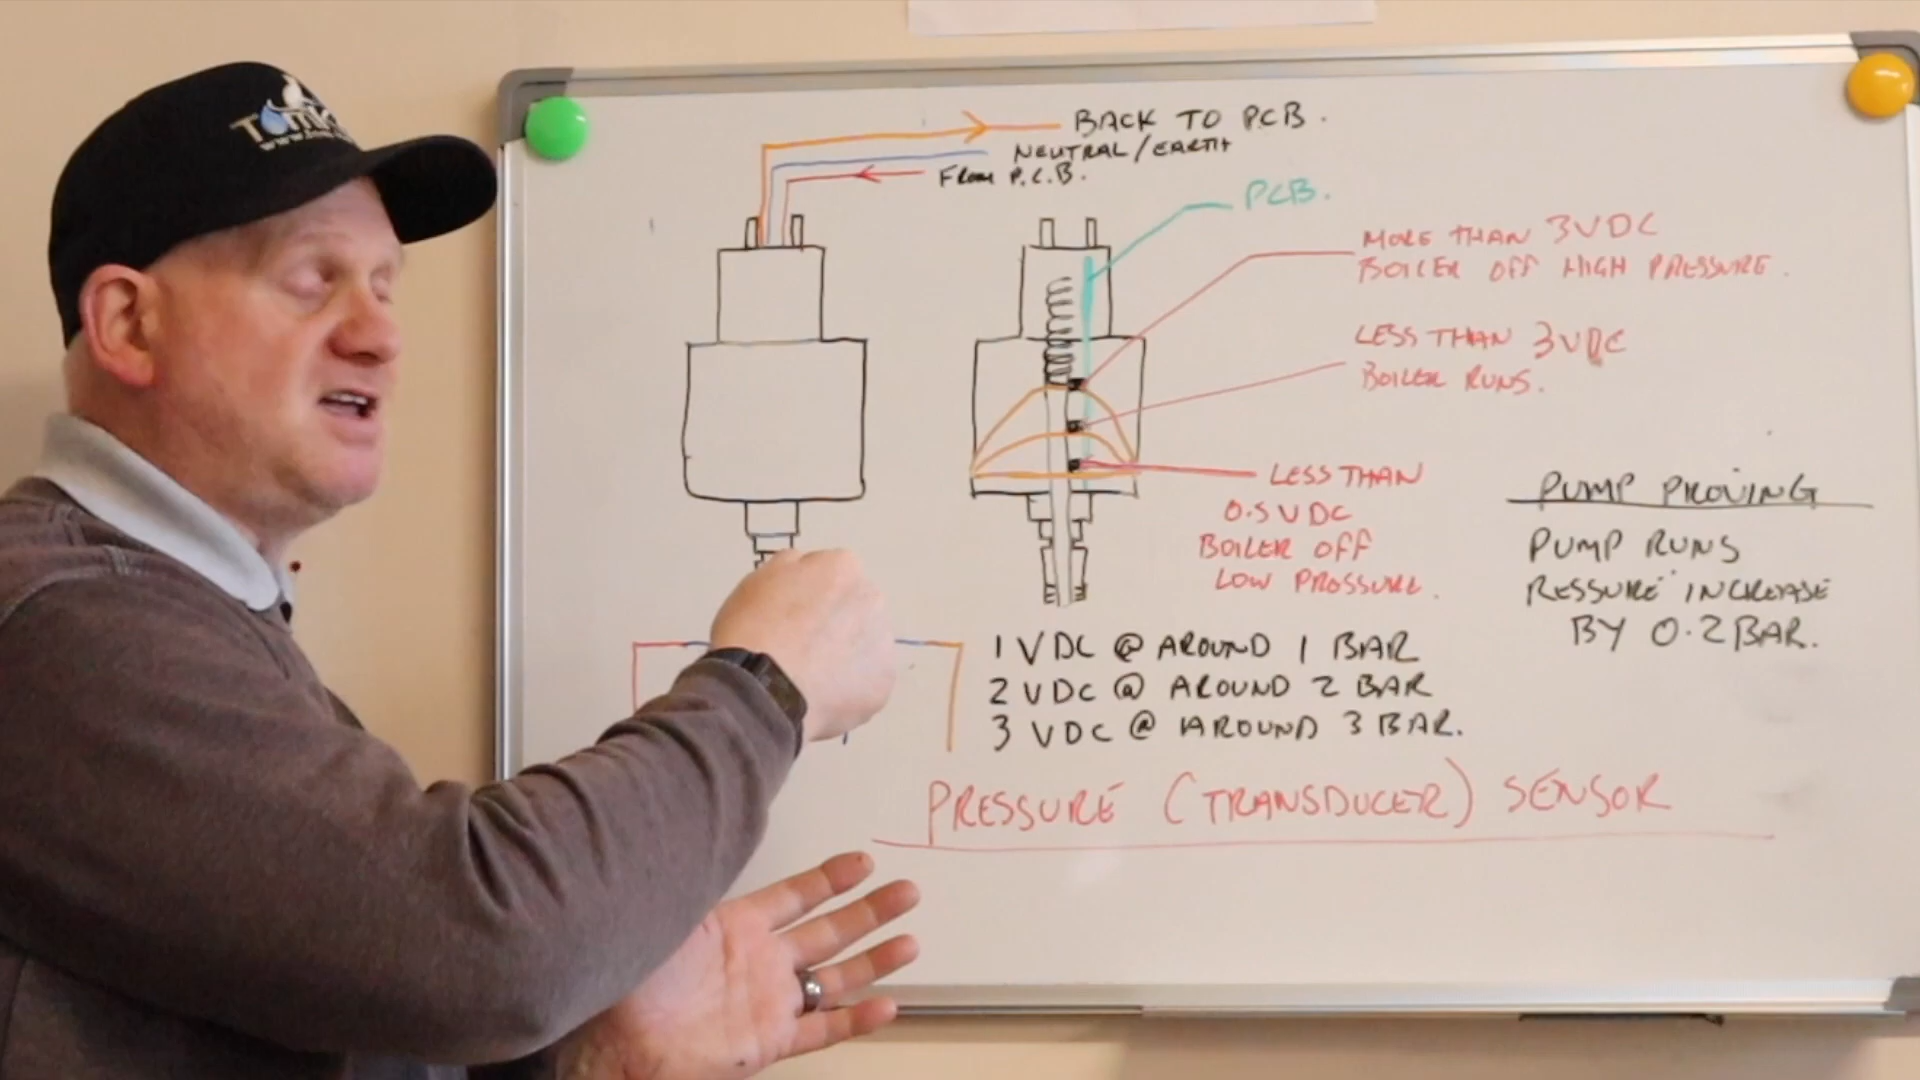 BACK TO P.C.B.
NEUTRAL/EARTH
FROM P.C.B.
PCB.
MORE THAN 3VDC
BOILER OFF HIGH PRESSURE.
LESS THAN 3VDC
BOILER RUNS.
LESS THAN
0.5VDC
BOILER OFF
LOW PRESSURE.
PUMP PROVING
PUMP RUNS
RESSURE INCREASE
BY 0.2BAR.
1 VDC @ AROUND 1 BAR
2 VDC @ AROUND 2 BAR
3 VDC @ AROUND 3 BAR.
PRESSURE (TRANSDUCER) SENSOR